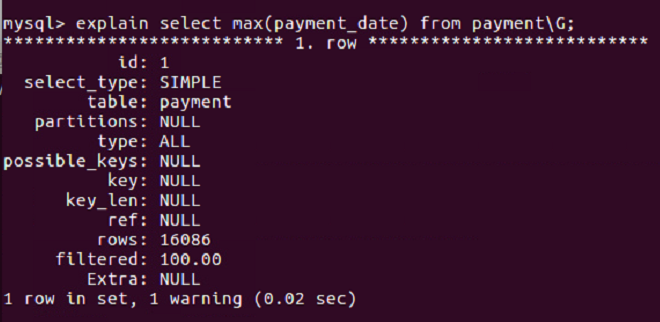 mysql> explain select max(payment_date) from payment\G;
*************************** 1. row ***************************
id: 1
select_type: SIMPLE
table: payment
partitions: NULL
type: ALL
possible_keys: NULL
key: NULL
key_len: NULL
ref: NULL
rows: 16086
filtered: 100.00
Extra: NULL
1 row in set, 1 warning (0.02 sec)